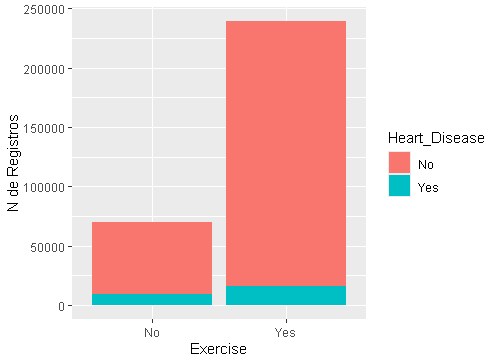 250000
200000
150000
100000
50000
0
N de Registros
No
Yes
Exercise
Heart_Disease
No
Yes